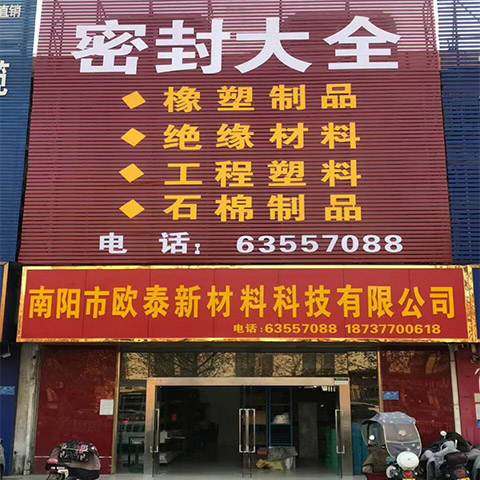 密封大全
橡塑制品
绝缘材料
工程塑料
石棉制品
电 话：63557088
南阳市欧泰新材料科技有限公司
电话：63557088 18737700618
直销